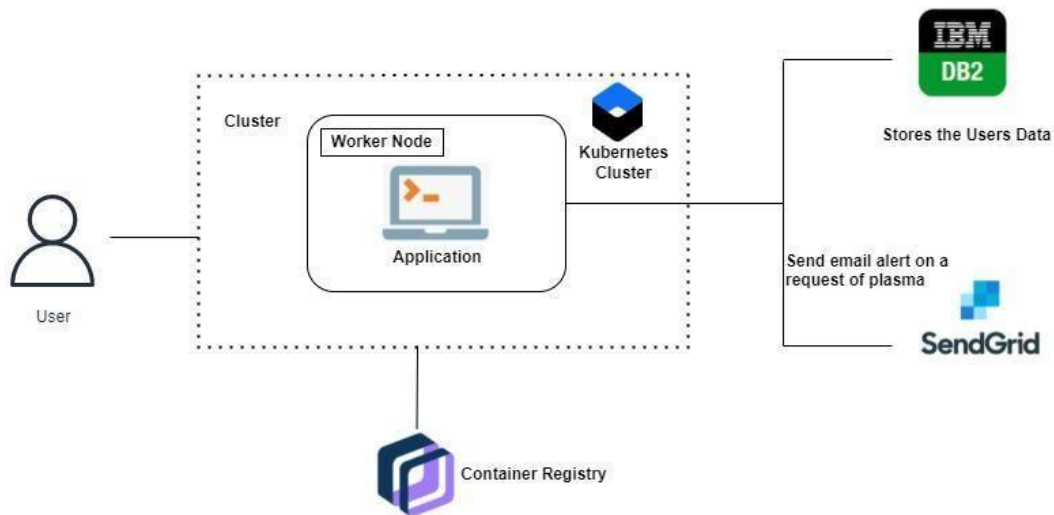 IBM
DB2
Stores the Users Data
Cluster
Worker Node
Kubernetes
Cluster
Application
User
Send email alert on a
request of plasma
SendGrid
Container Registry